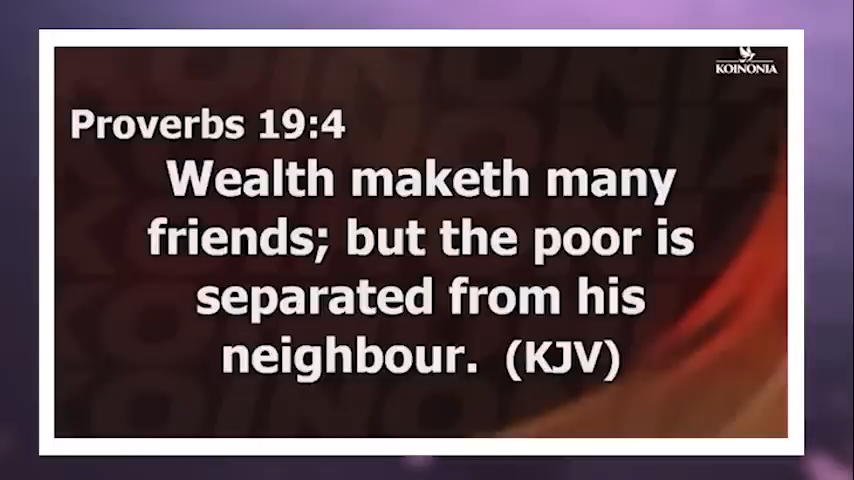 KOINONIA
Proverbs 19:4
Wealth maketh many
friends; but the poor is
separated from his
neighbour. (KJV)